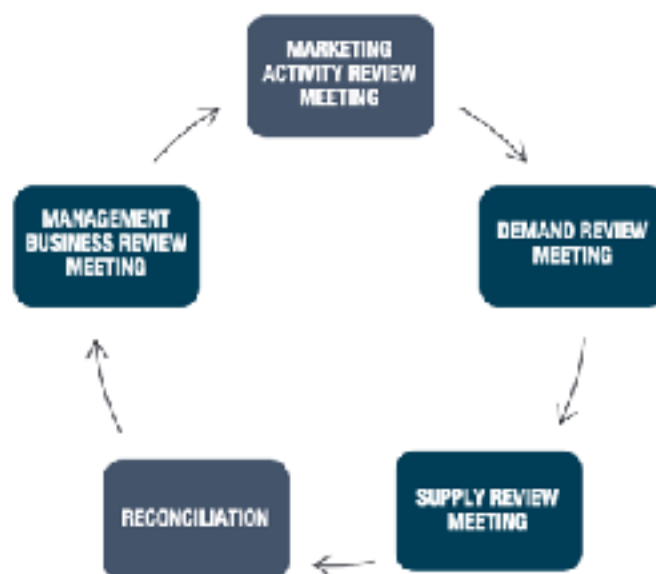 MARKETING
ACTIVITY REVIEW
MEETING
DEMAND REVIEW
MEETING
SUPPLY REVIEW
MEETING
RECONCILIATION
MANAGEMENT
BUSINESS REVIEW
MEETING